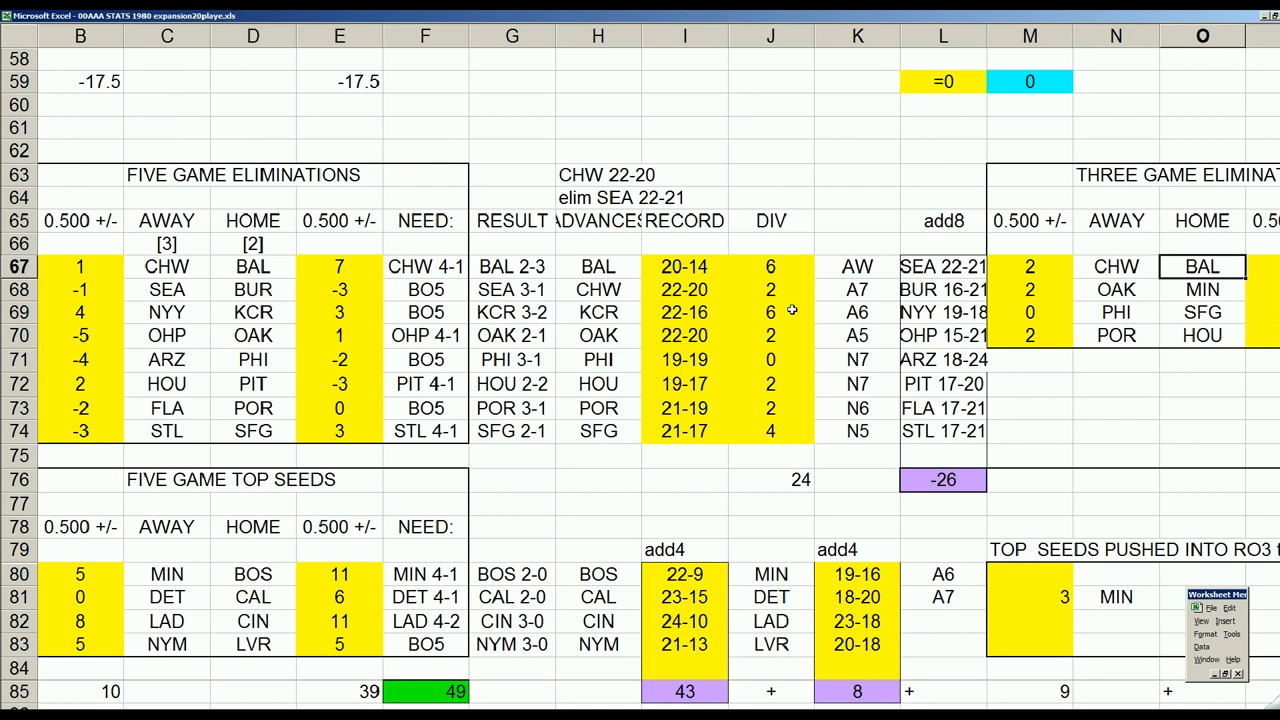 Microsoft Excel - 00AAA STATS 1980 expansion20playe.xls
B C D E F G H I J K L M N O
58
59 -17.5 -17.5 =0 0
60
61
62
63 FIVE GAME ELIMINATIONS CHW 22-20 THREE GAME ELIMINA
64 elim SEA 22-21
65 0.500 +/- AWAY HOME 0.500 +/- NEED: RESULT ADVANCES RECORD DIV add8 0.500 +/- AWAY HOME 0.50
66 [3] [2]
67 1 CHW BAL 7 CHW 4-1 BAL 2-3 BAL 20-14 6 AW SEA 22-21 2 CHW BAL
68 -1 SEA BUR -3 BO5 SEA 3-1 CHW 22-20 2 A7 BUR 16-21 2 OAK MIN
69 4 NYY KCR 3 BO5 KCR 3-2 KCR 22-16 6 A6 NYY 19-18 0 PHI SFG
70 -5 OHP OAK 1 OHP 4-1 OAK 2-1 OAK 22-20 2 A7 OHP 15-21 2 POR HOU
71 -4 ARZ PHI -2 BO5 PHI 3-1 PHI 19-19 0 N7 ARZ 18-24
72 2 HOU PIT -3 PIT 4-1 HOU 2-2 HOU 19-17 2 N7 PIT 17-20
73 -2 FLA POR 0 BO5 POR 3-1 POR 21-19 2 N6 FLA 17-21
74 -3 STL SFG 3 STL 4-1 SFG 2-1 SFG 21-17 4 N5 STL 17-21
75
76 FIVE GAME TOP SEEDS 24 -26
77
78 0.500 +/- AWAY HOME 0.500 +/- NEED:
79 add4 add4 TOP SEEDS PUSHED INTO RO3 t
80 5 MIN BOS 11 MIN 4-1 BOS 2-0 BOS 22-9 MIN 19-16 A6
81 0 DET CAL 6 DET 4-1 CAL 2-0 CAL 23-15 DET 18-20 A7 3 MIN
82 8 LAD CIN 11 LAD 4-2 CIN 3-0 CIN 24-10 LAD 23-18
83 5 NYM LVR 5 BO5 NYM 3-0 NYM 21-13 LVR 20-18
84
85 10 39 49 43 + 8 + 9 +
Worksheet Mer
File Edit
View Insert
Format Tools
Data
Window Help